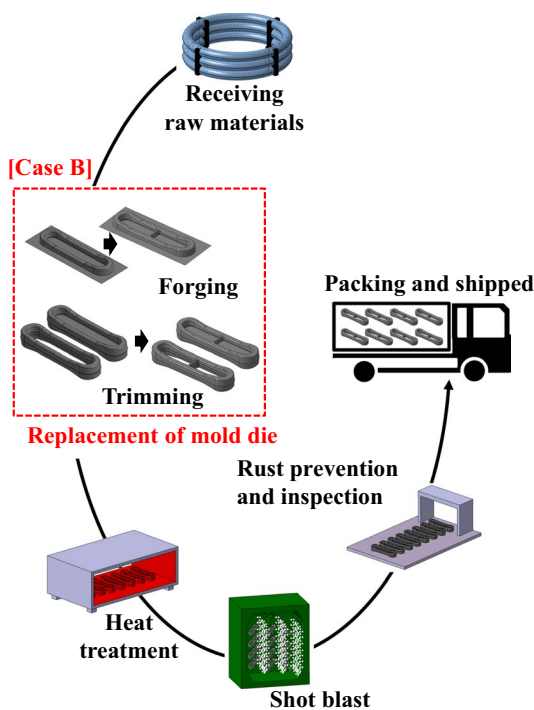 Receiving
raw materials
[Case B]
Forging
Trimming
Replacement of mold die
Heat
treatment
Shot blast
Rust prevention
and inspection
Packing and shipped